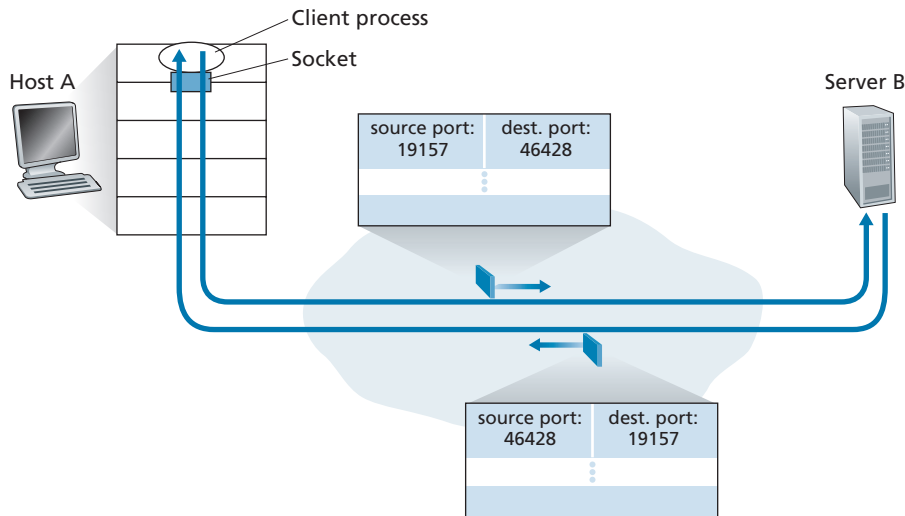 Client process
Socket
Host A
Server B
source port:
19157
dest. port:
46428
source port:
46428
dest. port:
19157